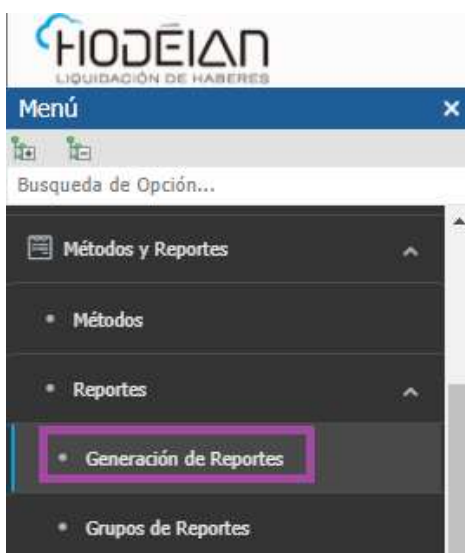 HODEIAN
LIQUIDACIÓN DE HABERES
Menú
Busqueda de Opción...
Métodos y Reportes
Métodos
Reportes
Generación de Reportes
Grupos de Reportes